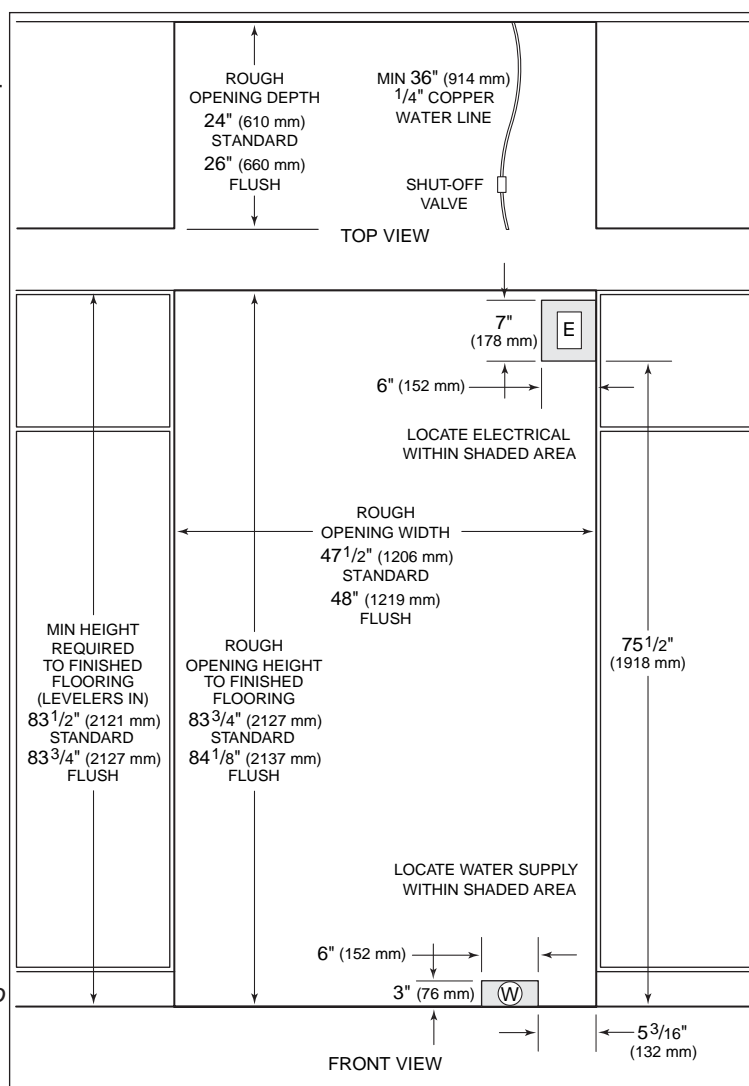 ROUGH
OPENING DEPTH
24" (610 mm)
STANDARD
26" (660 mm)
FLUSH
MIN 36" (914 mm)
1/4" COPPER
WATER LINE
SHUT-OFF
VALVE
TOP VIEW
7"
(178 mm)
E
6" (152 mm)
LOCATE ELECTRICAL
WITHIN SHADED AREA
ROUGH
OPENING WIDTH
47 1/2" (1206 mm)
STANDARD
48" (1219 mm)
FLUSH
MIN HEIGHT
REQUIRED
TO FINISHED
FLOORING
(LEVELERS IN)
83 1/2" (2121 mm)
STANDARD
83 3/4" (2127 mm)
FLUSH
ROUGH
OPENING HEIGHT
TO FINISHED
FLOORING
83 3/4" (2127 mm)
STANDARD
84 1/8" (2137 mm)
FLUSH
75 1/2"
(1918 mm)
LOCATE WATER SUPPLY
WITHIN SHADED AREA
6" (152 mm)
3" (76 mm)
W
5 3/16"
(132 mm)
FRONT VIEW